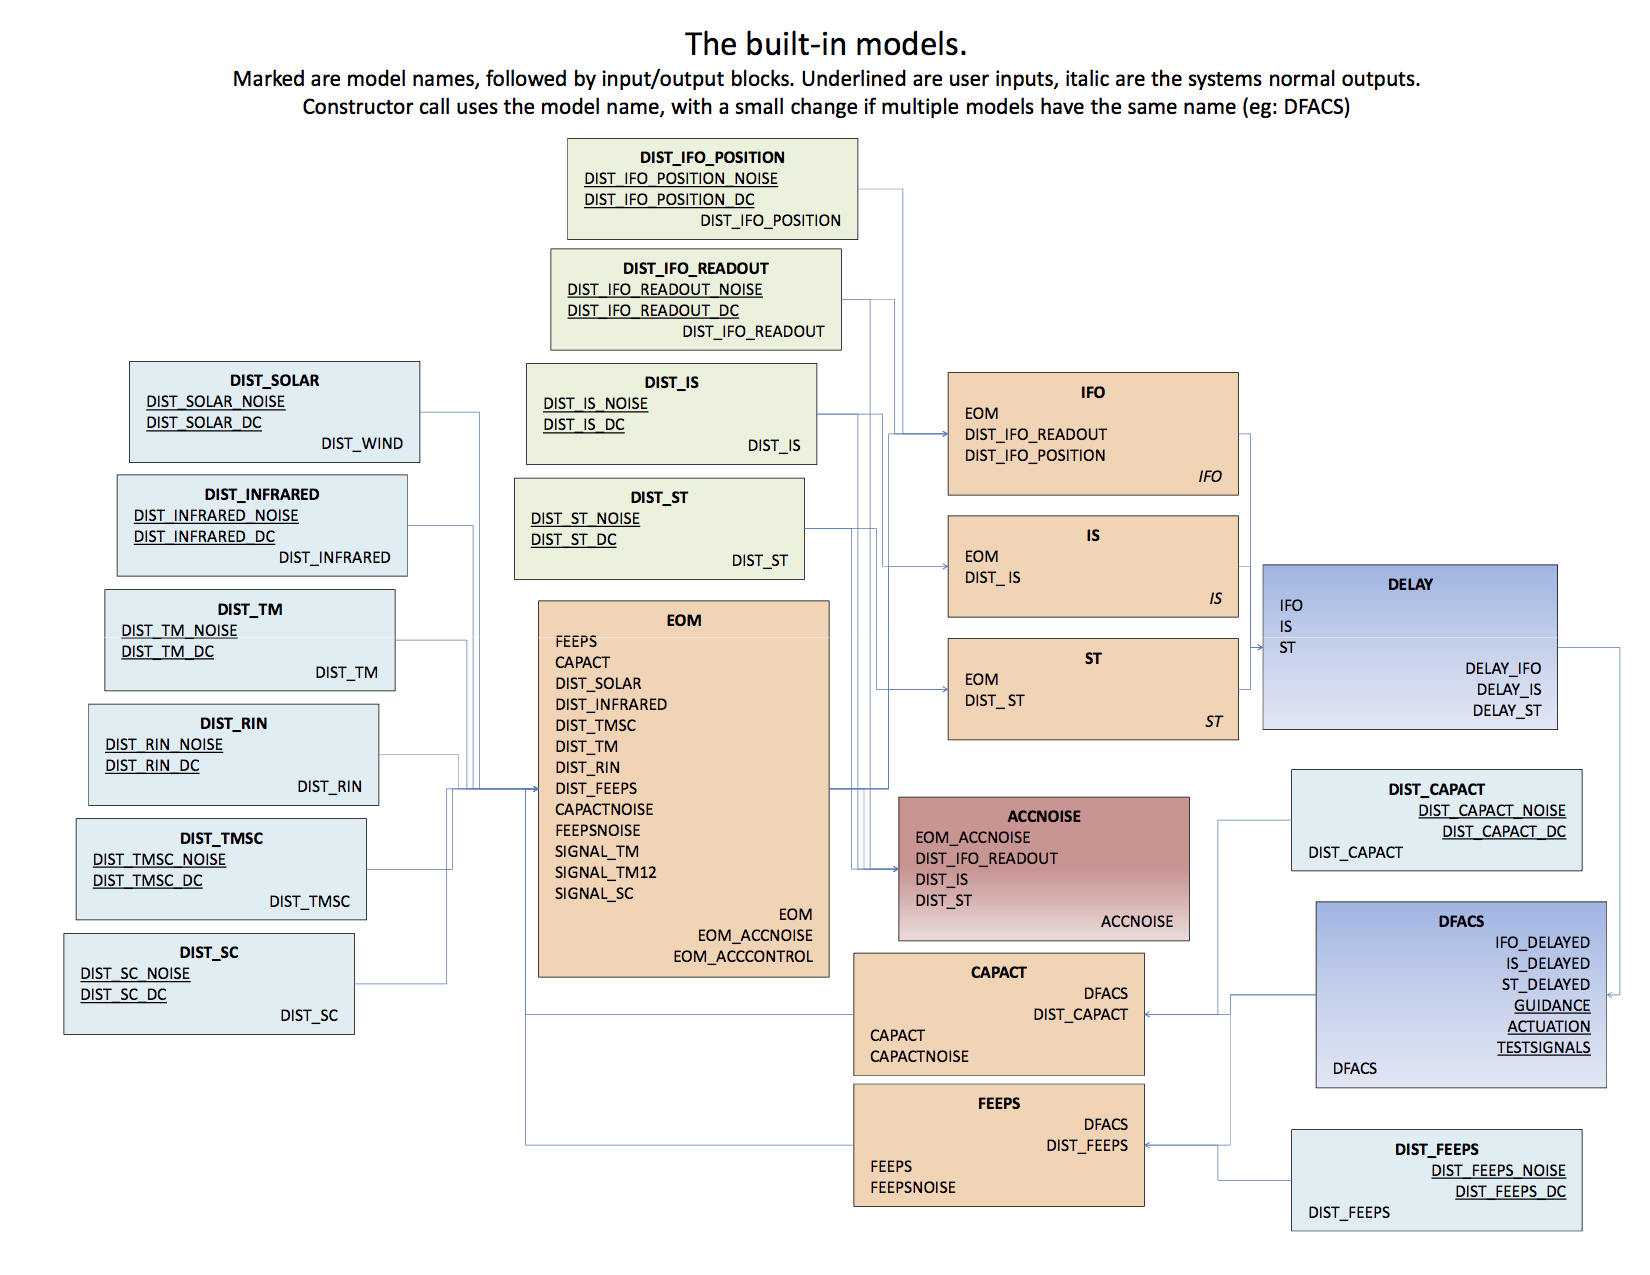 The built-in models.
Marked are model names, followed by input/output blocks. Underlined are user inputs, italic are the systems normal outputs.
Constructor call uses the model name, with a small change if multiple models have the same name (eg: DFACS)
DIST_IFO_POSITION
DIST_IFO_POSITION_NOISE
DIST_IFO_POSITION_DC
DIST_IFO_POSITION
DIST_IFO_READOUT
DIST_IFO_READOUT_NOISE
DIST_IFO_READOUT_DC
DIST_IFO_READOUT
DIST_SOLAR
DIST_SOLAR_NOISE
DIST_SOLAR_DC
DIST_WIND
DIST_IS
DIST_IS_NOISE
DIST_IS_DC
DIST_IS
IFO
EOM
DIST_IFO_READOUT
DIST_IFO_POSITION
IFO
DIST_INFRARED
DIST_INFRARED_NOISE
DIST_INFRARED_DC
DIST_INFRARED
DIST_ST
DIST_ST_NOISE
DIST_ST_DC
DIST_ST
IS
EOM
DIST_ IS
IS
DIST_TM
DIST_TM_NOISE
DIST_TM_DC
DIST_TM
EOM
FEEPS
CAPACT
DIST_SOLAR
DIST_INFRARED
DIST_TMSC
DIST_TM
DIST_RIN
DIST_FEEPS
CAPACTNOISE
FEEPSNOISE
SIGNAL_TM
SIGNAL_TM12
SIGNAL_SC
EOM
EOM_ACCNOISE
EOM_ACCCONTROL
ST
EOM
DIST_ ST
ST
DELAY
IFO
IS
ST
DELAY_IFO
DELAY_IS
DELAY_ST
DIST_RIN
DIST_RIN_NOISE
DIST_RIN_DC
DIST_RIN
DIST_TMSC
DIST_TMSC_NOISE
DIST_TMSC_DC
DIST_TMSC
ACCNOISE
EOM_ACCNOISE
DIST_IFO_READOUT
DIST_IS
DIST_ST
ACCNOISE
DIST_CAPACT
DIST_CAPACT_NOISE
DIST_CAPACT_DC
DIST_CAPACT
DIST_SC
DIST_SC_NOISE
DIST_SC_DC
DIST_SC
CAPACT
DFACS
DIST_CAPACT
CAPACT
CAPACTNOISE
DFACS
IFO_DELAYED
IS_DELAYED
ST_DELAYED
GUIDANCE
ACTUATION
TESTSIGNALS
DFACS
FEEPS
DFACS
DIST_FEEPS
FEEPS
FEEPSNOISE
DIST_FEEPS
DIST_FEEPS_NOISE
DIST_FEEPS_DC
DIST_FEEPS